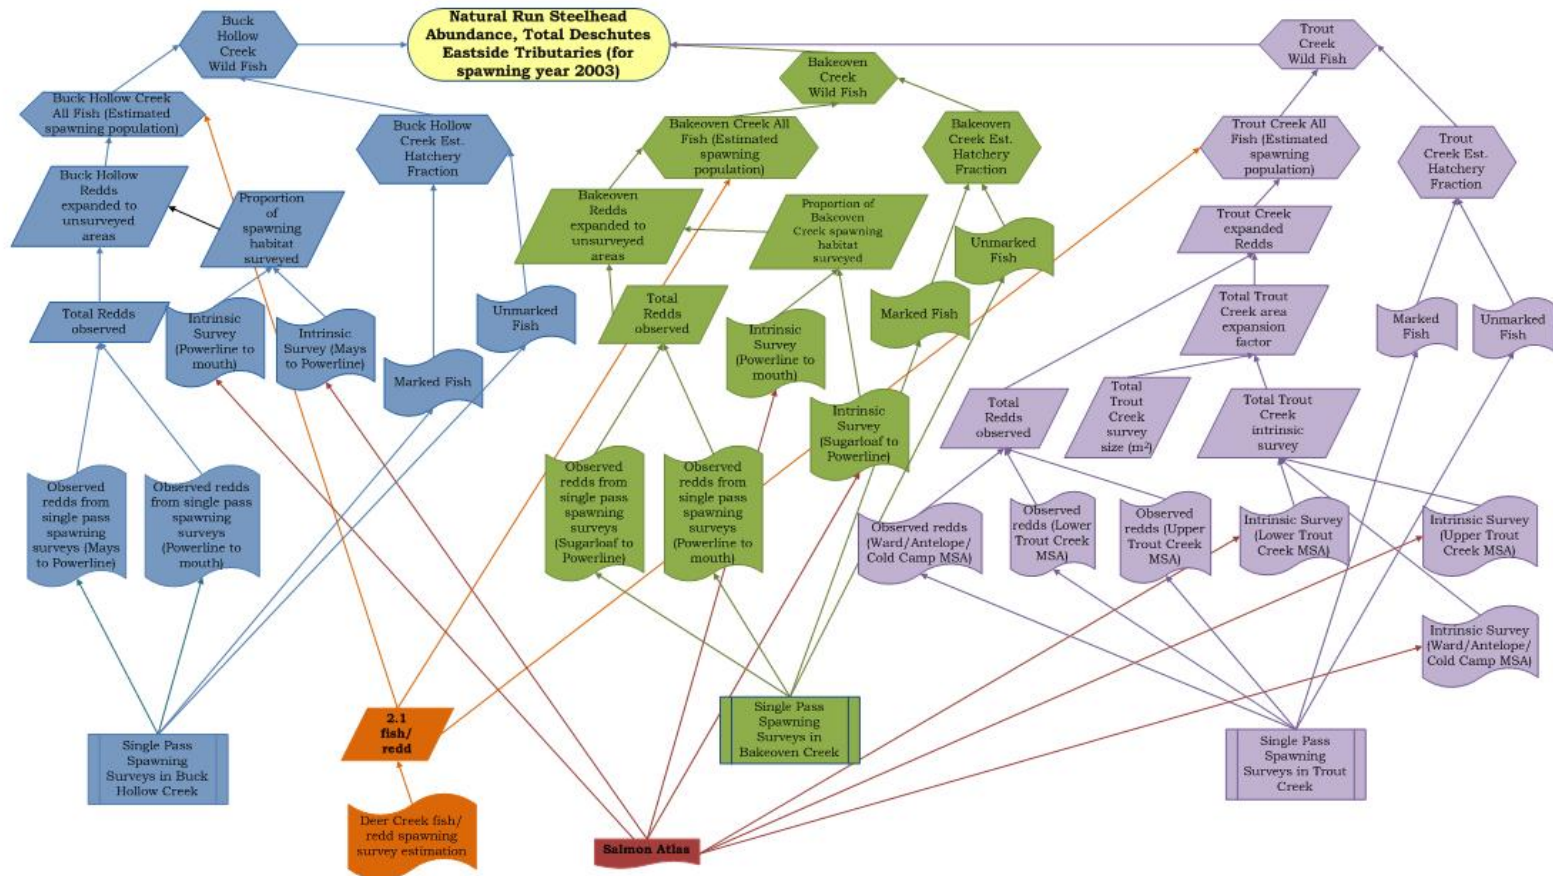 Natural Run Steelhead
Abundance, Total Deschutes
Eastside Tributaries (for
spawning year 2003)
Buck
Hollow
Creek
Wild Fish
Bakeoven
Creek
Wild Fish
Trout
Creek
Wild Fish
Buck Hollow Creek
All Fish (Estimated
spawning population)
Buck Hollow
Creek Est.
Hatchery
Fraction
Bakeoven Creek All
Fish (Estimated
spawning
population)
Bakeoven
Creek Est.
Hatchery
Fraction
Trout Creek All
Fish (Estimated
spawning
population)
Trout
Creek Est.
Hatchery
Fraction
Buck Hollow
Redds
expanded to
unsurveyed
areas
Proportion
of
spawning
habitat
surveyed
Bakeoven
Redds
expanded to
unsurveyed
areas
Proportion of
Bakeoven
Creek spawning
habitat
surveyed
Unmarked
Fish
Trout Creek
expanded
Redds
Total Redds
observed
Intrinsic
Survey
(Powerline to
mouth)
Intrinsic
Survey (Mays
to Powerline)
Unmarked
Fish
Marked Fish
Total
Redds
observed
Intrinsic
Survey
(Powerline to
mouth)
Marked Fish
Total Trout
Creek area
expansion
factor
Marked
Fish
Unmarked
Fish
Intrinsic
Survey
(Sugarloaf to
Powerline)
Total
Redds
observed
Total
Trout
Creek
survey
size (m²)
Total Trout
Creek
intrinsic
survey
Observed
redds from
single pass
spawning
surveys (Mays
to Powerline)
Observed redds
from single pass
spawning
surveys
(Powerline to
mouth)
Observed
redds from
single pass
spawning
surveys
(Sugarloaf to
Powerline)
Observed
redds from
single pass
spawning
surveys
(Powerline to
mouth)
Observed redds
(Ward/Antelope/
Cold Camp MSA)
Observed
redds (Lower
Trout Creek
MSA)
Observed
redds (Upper
Trout Creek
MSA)
Intrinsic Survey
(Lower Trout
Creek MSA)
Intrinsic Survey
(Upper Trout
Creek MSA)
Intrinsic Survey
(Ward/Antelope/
Cold Camp MSA)
Single Pass
Spawning
Surveys in Buck
Hollow Creek
2.1
fish/
redd
Single Pass
Spawning
Surveys in
Bakeoven Creek
Single Pass
Spawning
Surveys in Trout
Creek
Deer Creek fish/
redd spawning
survey estimation
Salmon Atlas